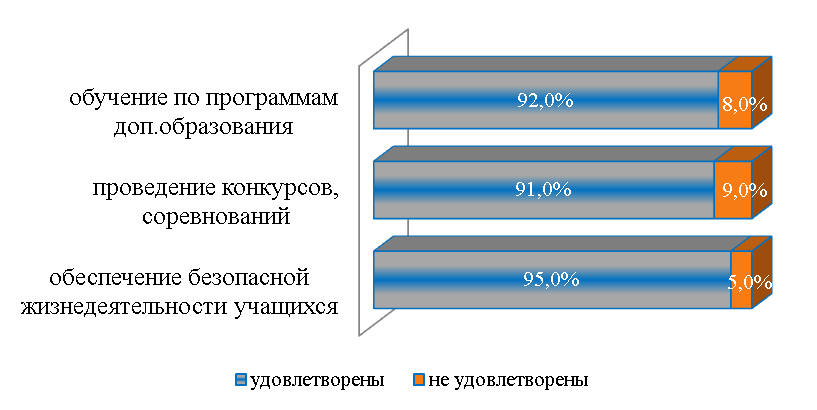 обучение по программам
доп.образования
92,0% 8,0%
проведение конкурсов,
соревнований
91,0% 9,0%
обеспечение безопасной
жизнедеятельности учащихся
95,0% 5,0%
удовлетворены не удовлетворены